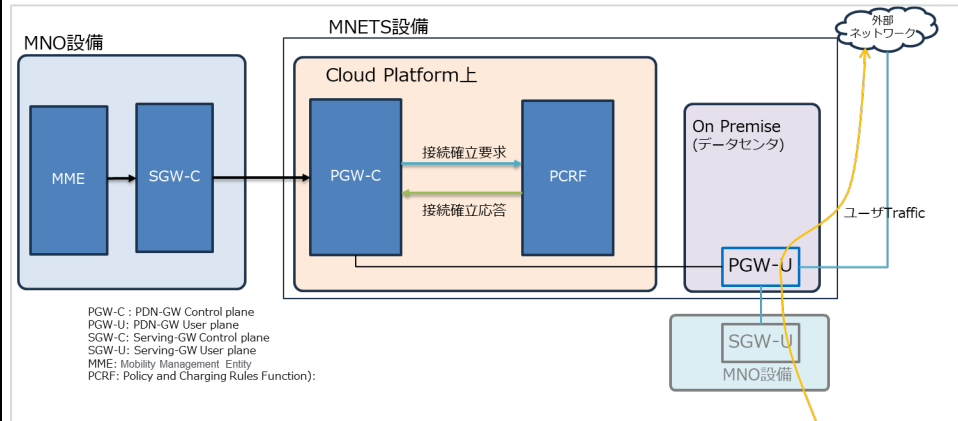 MNO設備
MNETS設備
外部
ネットワーク
Cloud Platform上
On Premise
(データセンタ)
MME
SGW-C
PGW-C
接続確立要求
接続確立応答
PCRF
ユーザTraffic
PGW-U
SGW-U
MNO設備
PGW-C : PDN-GW Control plane
PGW-U: PDN-GW User plane
SGW-C: Serving-GW Control plane
SGW-U: Serving-GW User plane
MME: Mobility Management Entity
PCRF: Policy and Charging Rules Function):